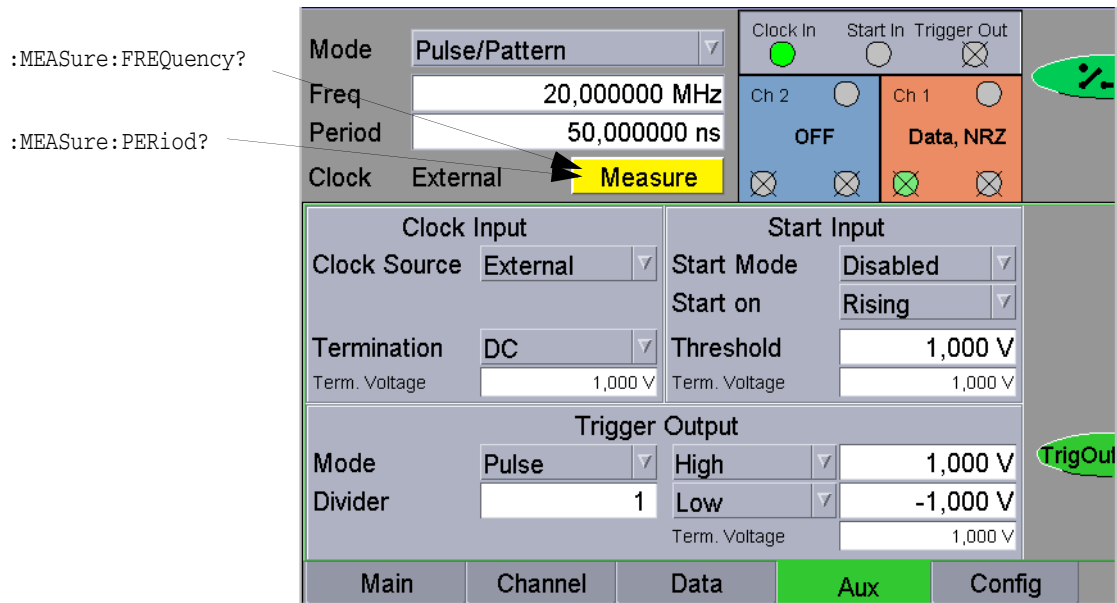 :MEASure:FREQuency?
:MEASure:PERiod?
Mode Pulse/Pattern
Freq 20,000000 MHz
Period 50,000000 ns
Clock External Measure
Clock In Start In Trigger Out
Ch 2 Ch 1
OFF Data, NRZ
Clock Input
Clock Source External
Termination DC
Term. Voltage 1,000 V
Start Input
Start Mode Disabled
Start on Rising
Threshold 1,000 V
Term. Voltage 1,000 V
Trigger Output
Mode Pulse High 1,000 V
Divider 1 Low -1,000 V
Term. Voltage 1,000 V
TrigOut
Main Channel Data Aux Config